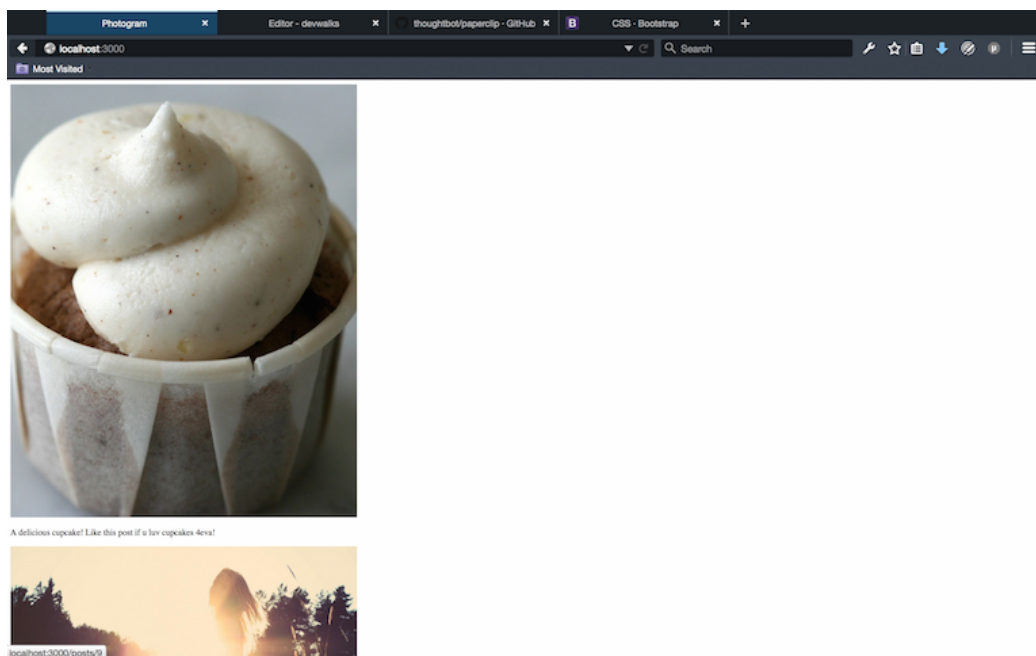 Photogram
Editor - devwalks
thoughtbot/paperclip · GitHub
B
CSS · Bootstrap
localhost:3000
Search
Most Visited
A delicious cupcake! Like this post if u luv cupcakes 4eva!
localhost:3000/posts/9